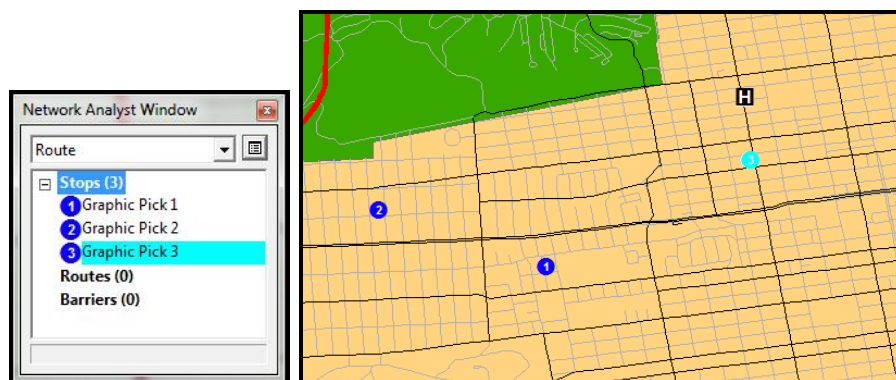 Network Analyst Window
Route
Stops (3)
1 Graphic Pick 1
2 Graphic Pick 2
3 Graphic Pick 3
Routes (0)
Barriers (0)
H
3
2
1